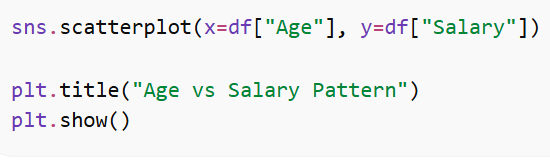 sns.scatterplot(x=df["Age"], y=df["Salary"])
plt.title("Age vs Salary Pattern")
plt.show()